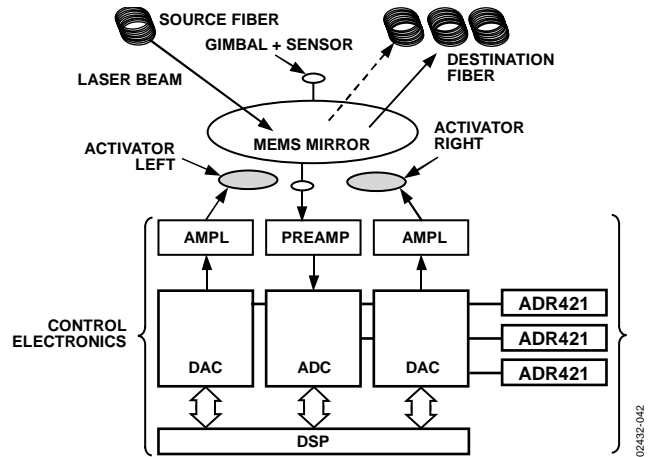 SOURCE FIBER
GIMBAL + SENSOR
DESTINATION
FIBER
LASER BEAM
MEMS MIRROR
ACTIVATOR
LEFT
ACTIVATOR
RIGHT
AMPL
PREAMP
AMPL
ADR421
CONTROL
ELECTRONICS
ADR421
DAC
ADC
DAC
ADR421
DSP
02432-042